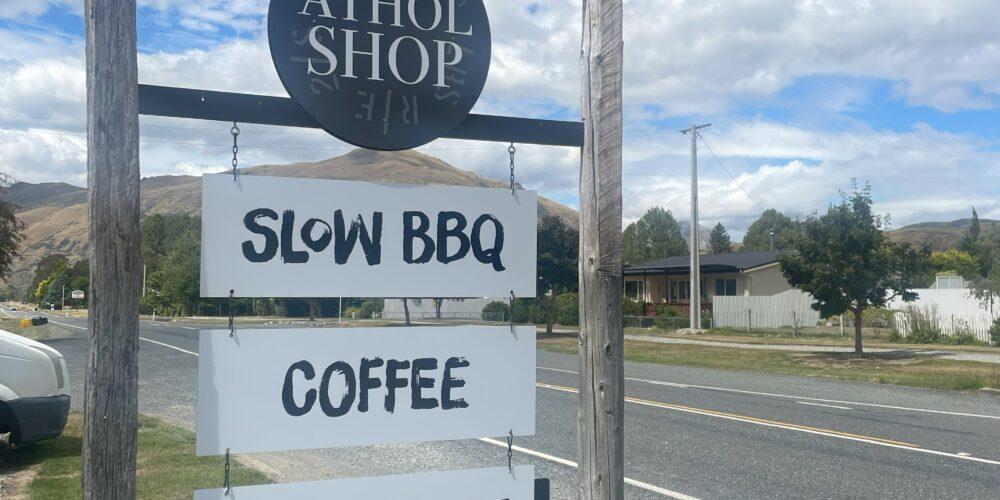 ATHOL
SHOP
SLOW BBQ
COFFEE